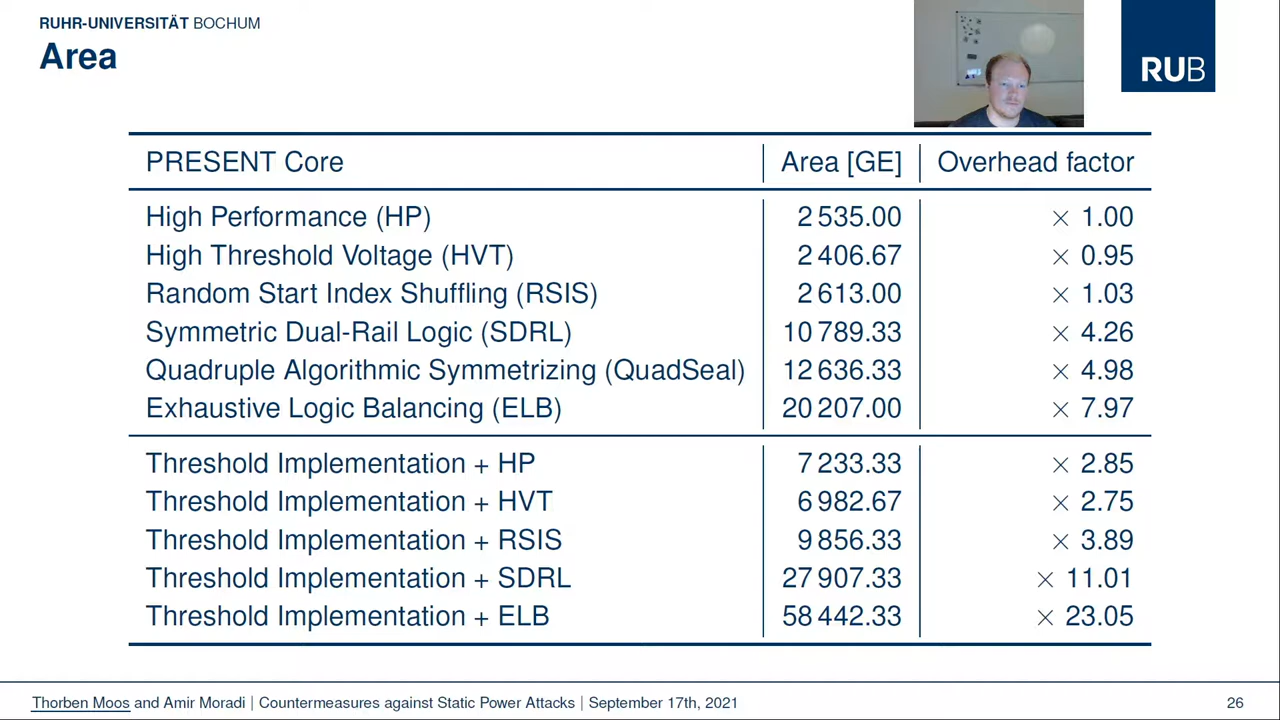 RUHR-UNIVERSITÄT BOCHUM
Area
RUB
PRESENT Core Area [GE] Overhead factor
High Performance (HP) 2 535.00 × 1.00
High Threshold Voltage (HVT) 2 406.67 × 0.95
Random Start Index Shuffling (RSIS) 2 613.00 × 1.03
Symmetric Dual-Rail Logic (SDRL) 10 789.33 × 4.26
Quadruple Algorithmic Symmetrizing (QuadSeal) 12 636.33 × 4.98
Exhaustive Logic Balancing (ELB) 20 207.00 × 7.97
Threshold Implementation + HP 7 233.33 × 2.85
Threshold Implementation + HVT 6 982.67 × 2.75
Threshold Implementation + RSIS 9 856.33 × 3.89
Threshold Implementation + SDRL 27 907.33 × 11.01
Threshold Implementation + ELB 58 442.33 × 23.05
Thorben Moos and Amir Moradi | Countermeasures against Static Power Attacks | September 17th, 2021 26